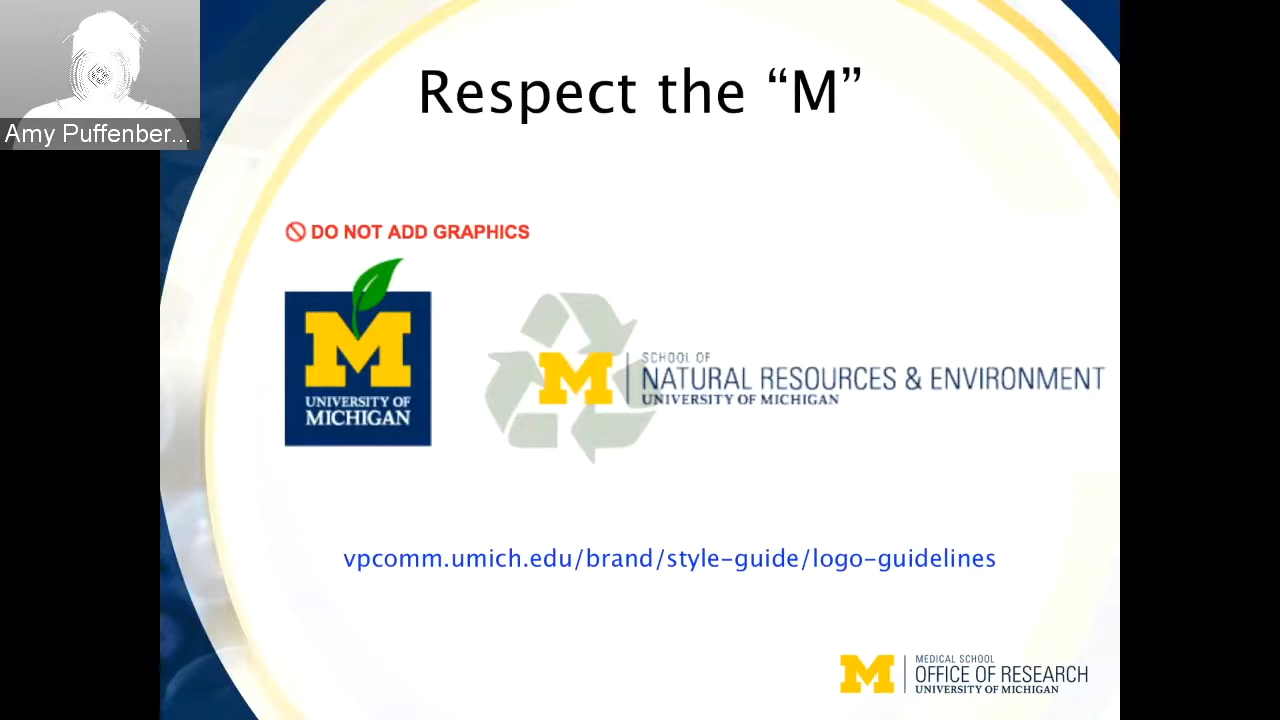 Respect the “M”
Amy Puffenber...
DO NOT ADD GRAPHICS
M
UNIVERSITY OF
MICHIGAN
M
SCHOOL OF
NATURAL RESOURCES & ENVIRONMENT
UNIVERSITY OF MICHIGAN
vpcomm.umich.edu/brand/style-guide/logo-guidelines
M
MEDICAL SCHOOL
OFFICE OF RESEARCH
UNIVERSITY OF MICHIGAN